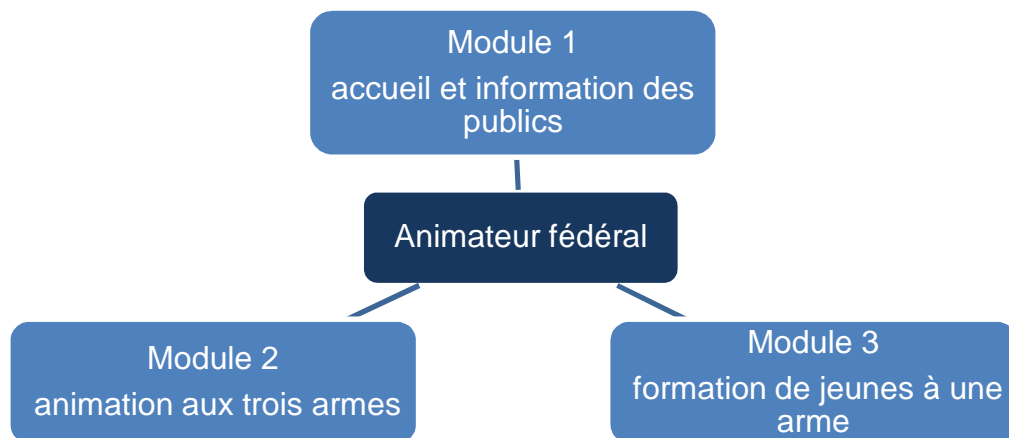 Module 1
accueil et information des
publics
Animateur fédéral
Module 2
animation aux trois armes
Module 3
formation de jeunes à une
arme